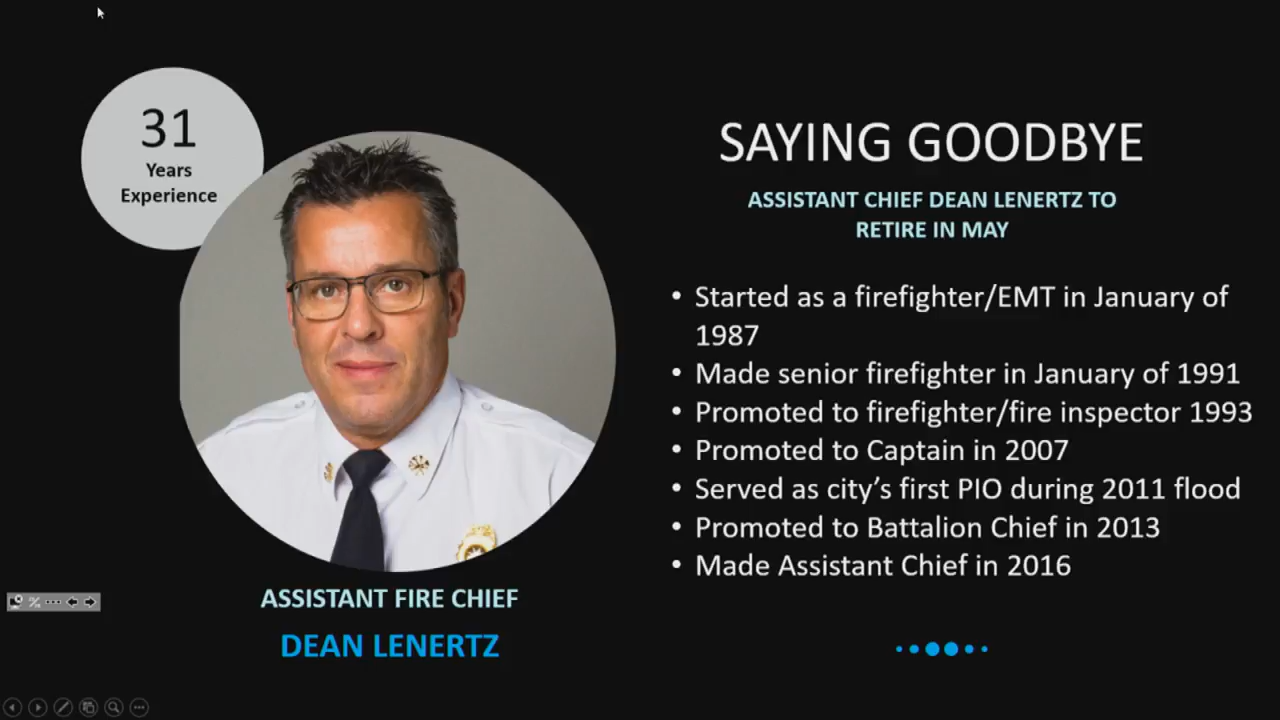 31
Years
Experience
SAYING GOODBYE
ASSISTANT CHIEF DEAN LENERTZ TO
RETIRE IN MAY
• Started as a firefighter/EMT in January of
1987
• Made senior firefighter in January of 1991
• Promoted to firefighter/fire inspector 1993
• Promoted to Captain in 2007
• Served as city’s first PIO during 2011 flood
• Promoted to Battalion Chief in 2013
• Made Assistant Chief in 2016
ASSISTANT FIRE CHIEF
DEAN LENERTZ